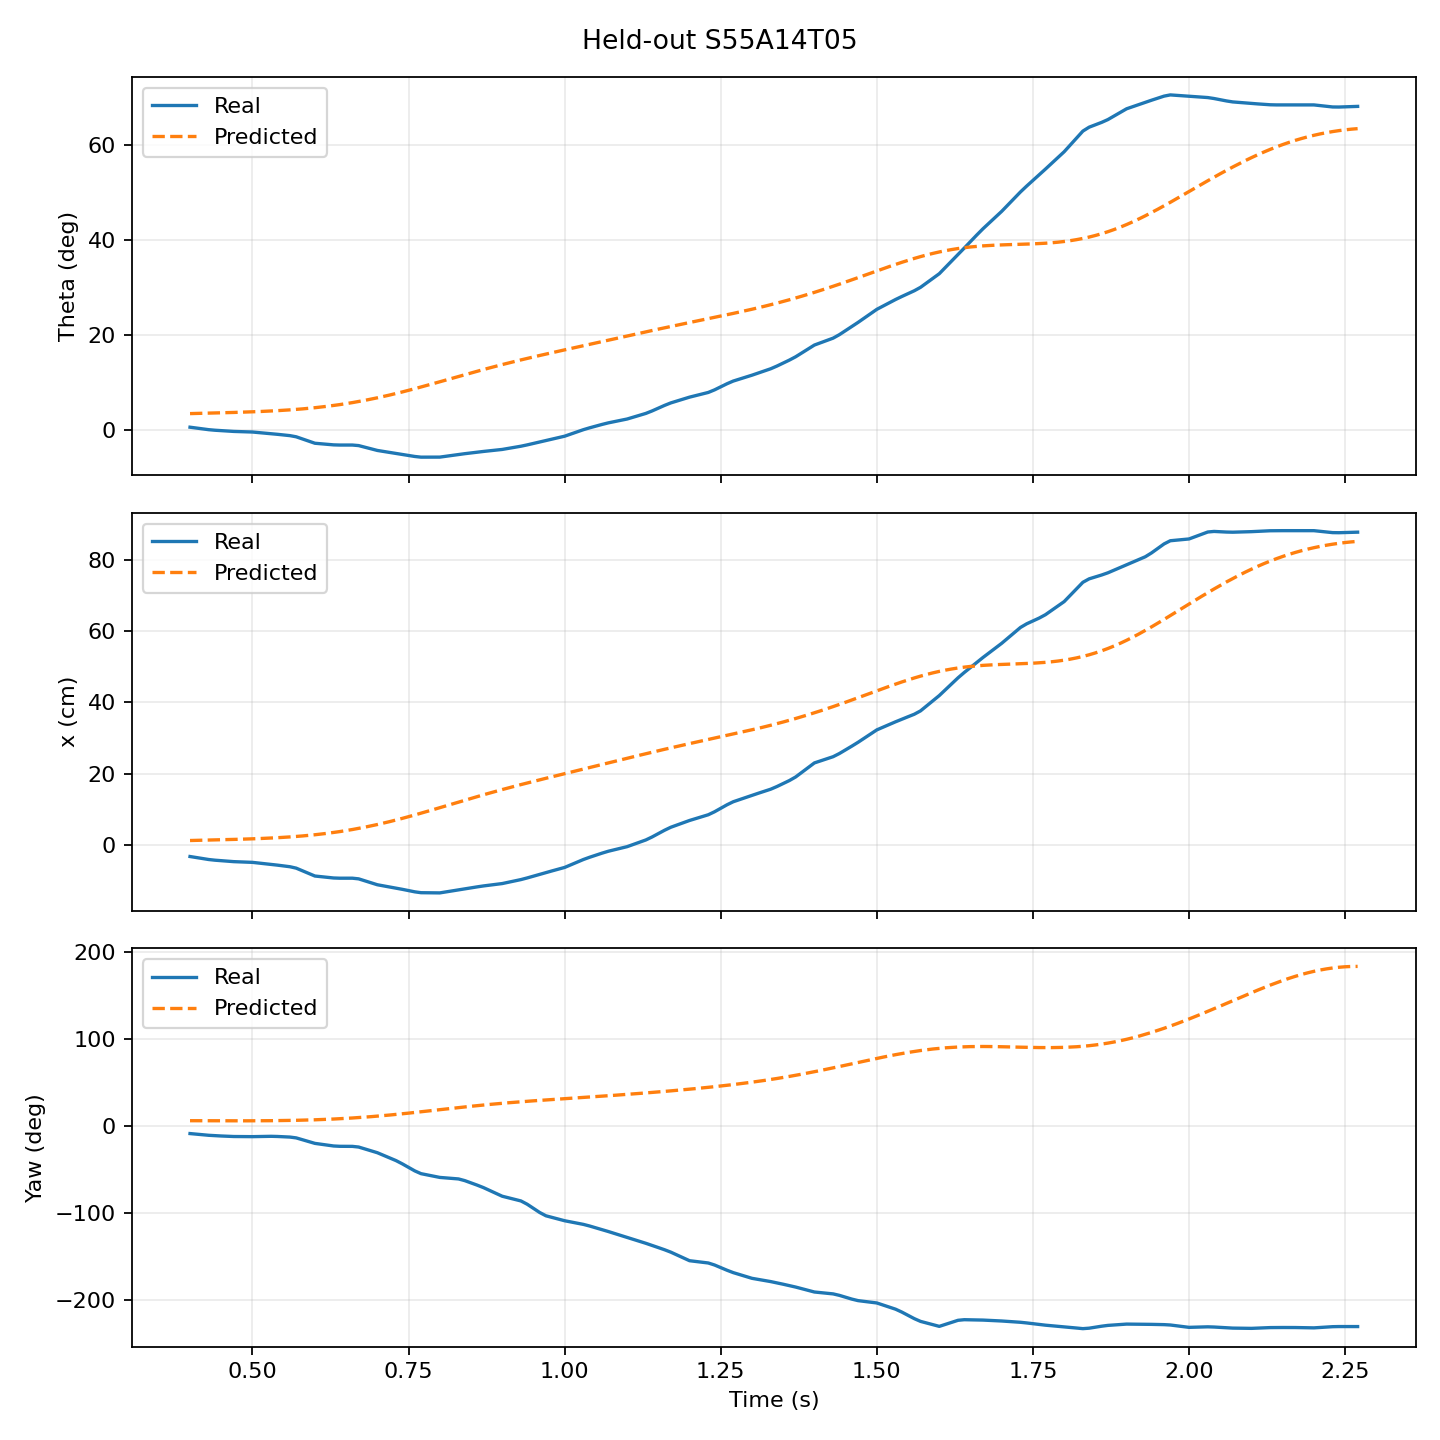 Held-out S55A14T05
Real
Predicted
60
40
20
0
Theta (deg)
Real
Predicted
80
60
40
20
0
x (cm)
Real
Predicted
200
100
0
−100
−200
Yaw (deg)
0.50 0.75 1.00 1.25 1.50 1.75 2.00 2.25
Time (s)